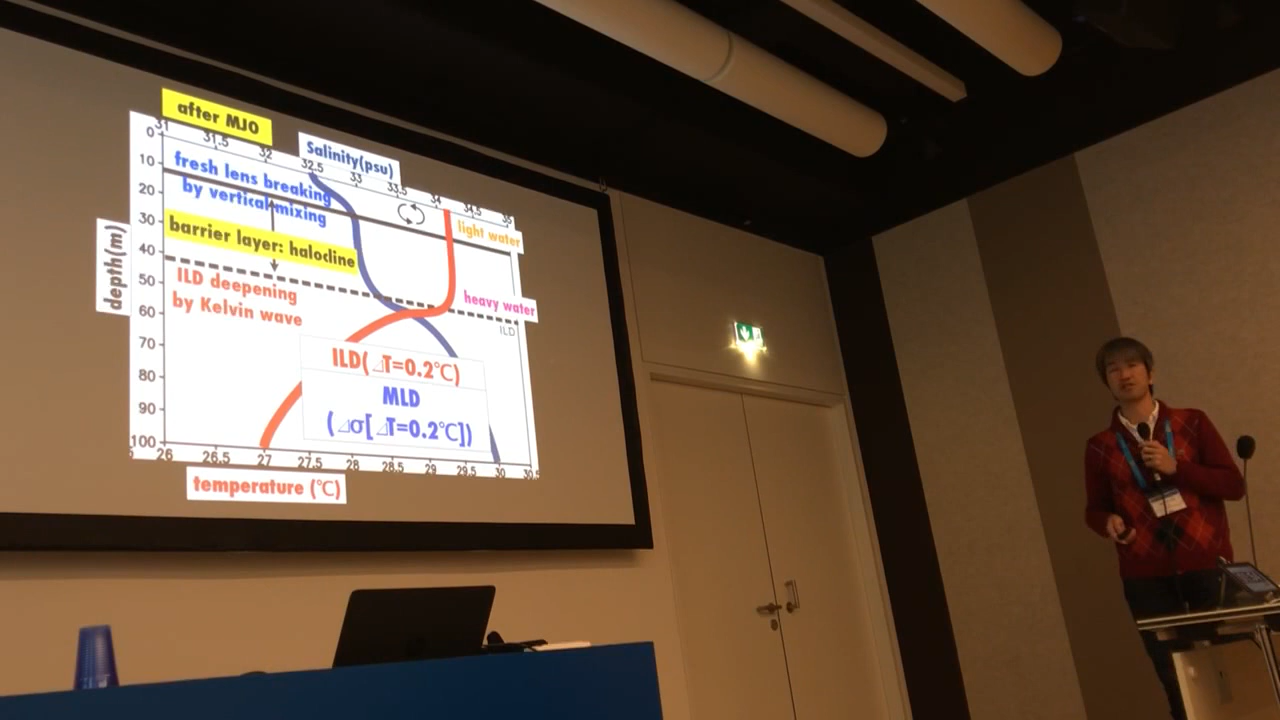 after MJO
31 31.5 32 32.5 33 33.5 34 34.5 35
Salinity(psu)
fresh lens breaking
by vertical mixing
barrier layer: halocline
light water
ILD deepening
by Kelvin wave
heavy water
ILD
depth(m)
0
10
20
30
40
50
60
70
80
90
100
ILD(⊿T=0.2℃)
MLD
(⊿σ[⊿T=0.2℃])
26 26.5 27 27.5 28 28.5 29 29.5 30 30.5
temperature (℃)